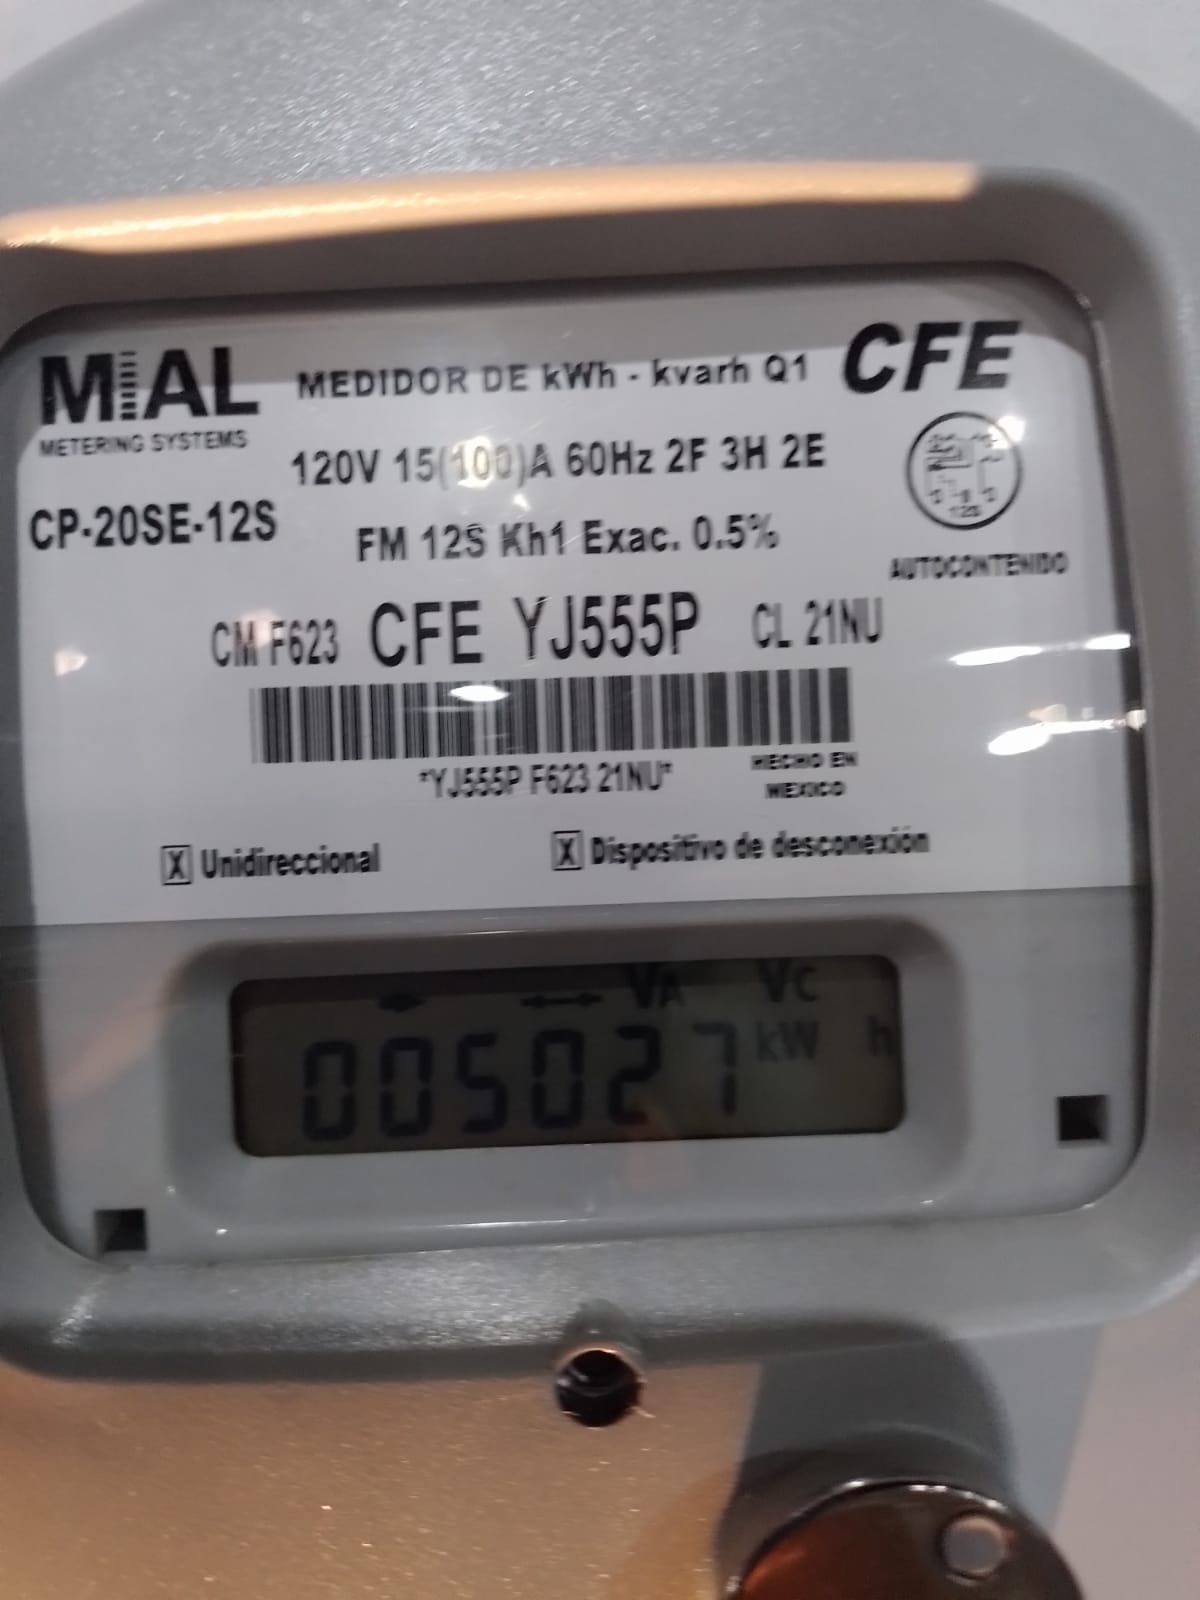 MIAL
METERING SYSTEMS
MEDIDOR DE kWh - kvarh Q1
CFE
120V 15(100)A 60Hz 2F 3H 2E
CP-20SE-12S
FM 12S Kh1 Exac. 0.5%
12S
AUTOCONTENIDO
CM F623 CFE YJ555P CL 21NU
*YJ555P F623 21NU*
HECHO EN
MEXICO
X Unidireccional
X Dispositivo de desconexión
VA VC
005027 kW h